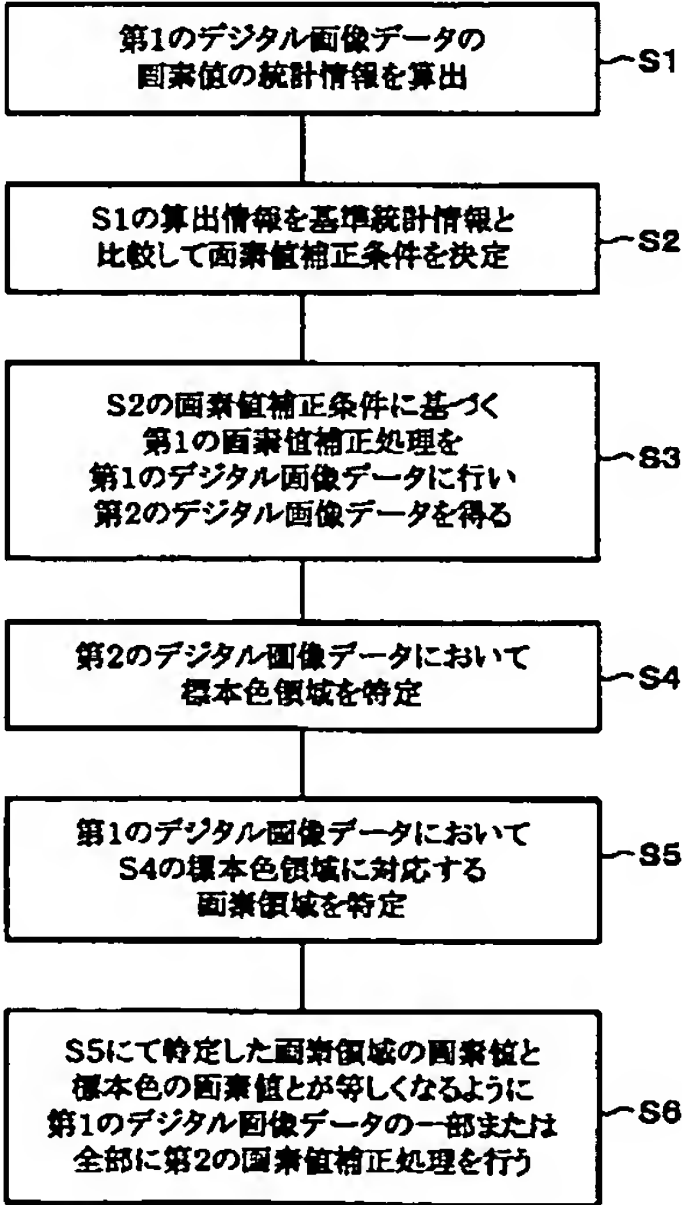 第1のデジタル画像データの
画素値の統計情報を算出
S1
S1の算出情報を基準統計情報と
比較して画素値補正条件を決定
S2
S2の画素値補正条件に基づく
第1の画素値補正処理を
第1のデジタル画像データに行い
第2のデジタル画像データを得る
S3
第2のデジタル画像データにおいて
標本色領域を特定
S4
第1のデジタル画像データにおいて
S4の標本色領域に対応する
画素領域を特定
S5
S5にて特定した画素領域の画素値と
標本色の画素値とが等しくなるように
第1のデジタル画像データの一部または
全部に第2の画素値補正処理を行う
S6